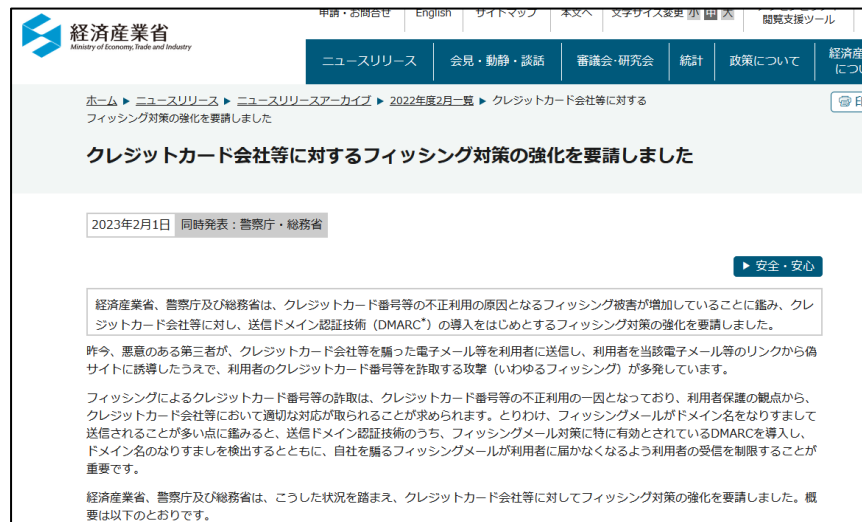 経済産業省
Ministry of Economy, Trade and Industry
申請・お問合せ English サイトマップ 本文へ 文字サイズ変更 小 中 大
閲覧支援ツール
ニュースリリース 会見・動静・談話 審議会・研究会 統計 政策について 経済産
につい
ホーム ▶ ニュースリリース ▶ ニュースリリースアーカイブ ▶ 2022年度2月一覧 ▶ クレジットカード会社等に対する
フィッシング対策の強化を要請しました
クレジットカード会社等に対するフィッシング対策の強化を要請しました
2023年2月1日 同時発表：警察庁・総務省
▶ 安全・安心
経済産業省、警察庁及び総務省は、クレジットカード番号等の不正利用の原因となるフィッシング被害が増加していることに鑑み、クレ
ジットカード会社等に対し、送信ドメイン認証技術（DMARC*）の導入をはじめとするフィッシング対策の強化を要請しました。
昨今、悪意のある第三者が、クレジットカード会社等を騙った電子メール等を利用者に送信し、利用者を当該電子メール等のリンクから偽
サイトに誘導したうえで、利用者のクレジットカード番号等を詐取する攻撃（いわゆるフィッシング）が多発しています。
フィッシングによるクレジットカード番号等の詐取は、クレジットカード番号等の不正利用の一因となっており、利用者保護の観点から、
クレジットカード会社等において適切な対応が取られることが求められます。とりわけ、フィッシングメールがドメイン名をなりすまして
送信されることが多い点に鑑みると、送信ドメイン認証技術のうち、フィッシングメール対策に特に有効とされているDMARCを導入し、
ドメイン名のなりすましを検出するとともに、自社を騙るフィッシングメールが利用者に届かなくなるよう利用者の受信を制限することが
重要です。
経済産業省、警察庁及び総務省は、こうした状況を踏まえ、クレジットカード会社等に対してフィッシング対策の強化を要請しました。概
要は以下のとおりです。